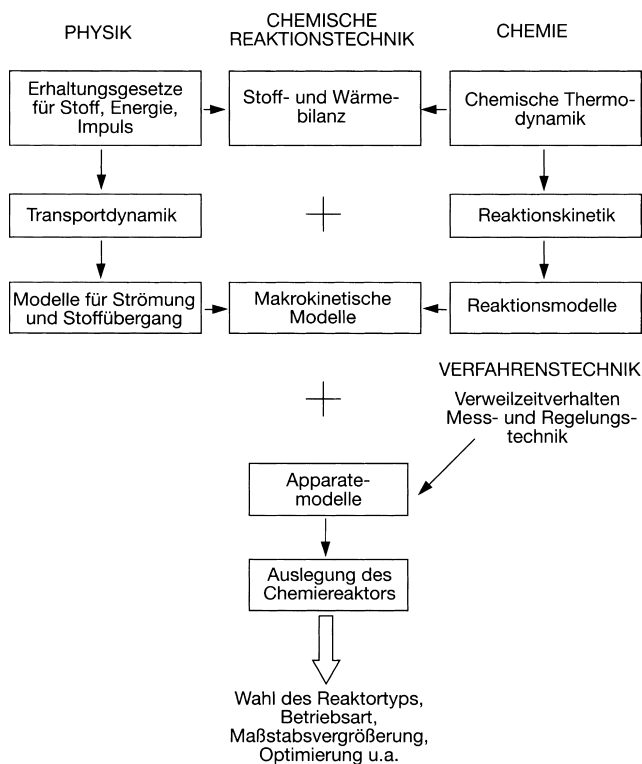 PHYSIK
CHEMISCHE
REAKTIONSTECHNIK
CHEMIE
Erhaltungsgesetze
für Stoff, Energie,
Impuls
Stoff- und Wärme-
bilanz
Chemische Thermo-
dynamik
Transportdynamik
Reaktionskinetik
Modelle für Strömung
und Stoffübergang
Makrokinetische
Modelle
Reaktionsmodelle
VERFAHRENSTECHNIK
Verweilzeitverhalten
Mess- und Regelungs-
technik
Apparate-
modelle
Auslegung des
Chemiereaktors
Wahl des Reaktortyps,
Betriebsart,
Maßstabsvergrößerung,
Optimierung u.a.